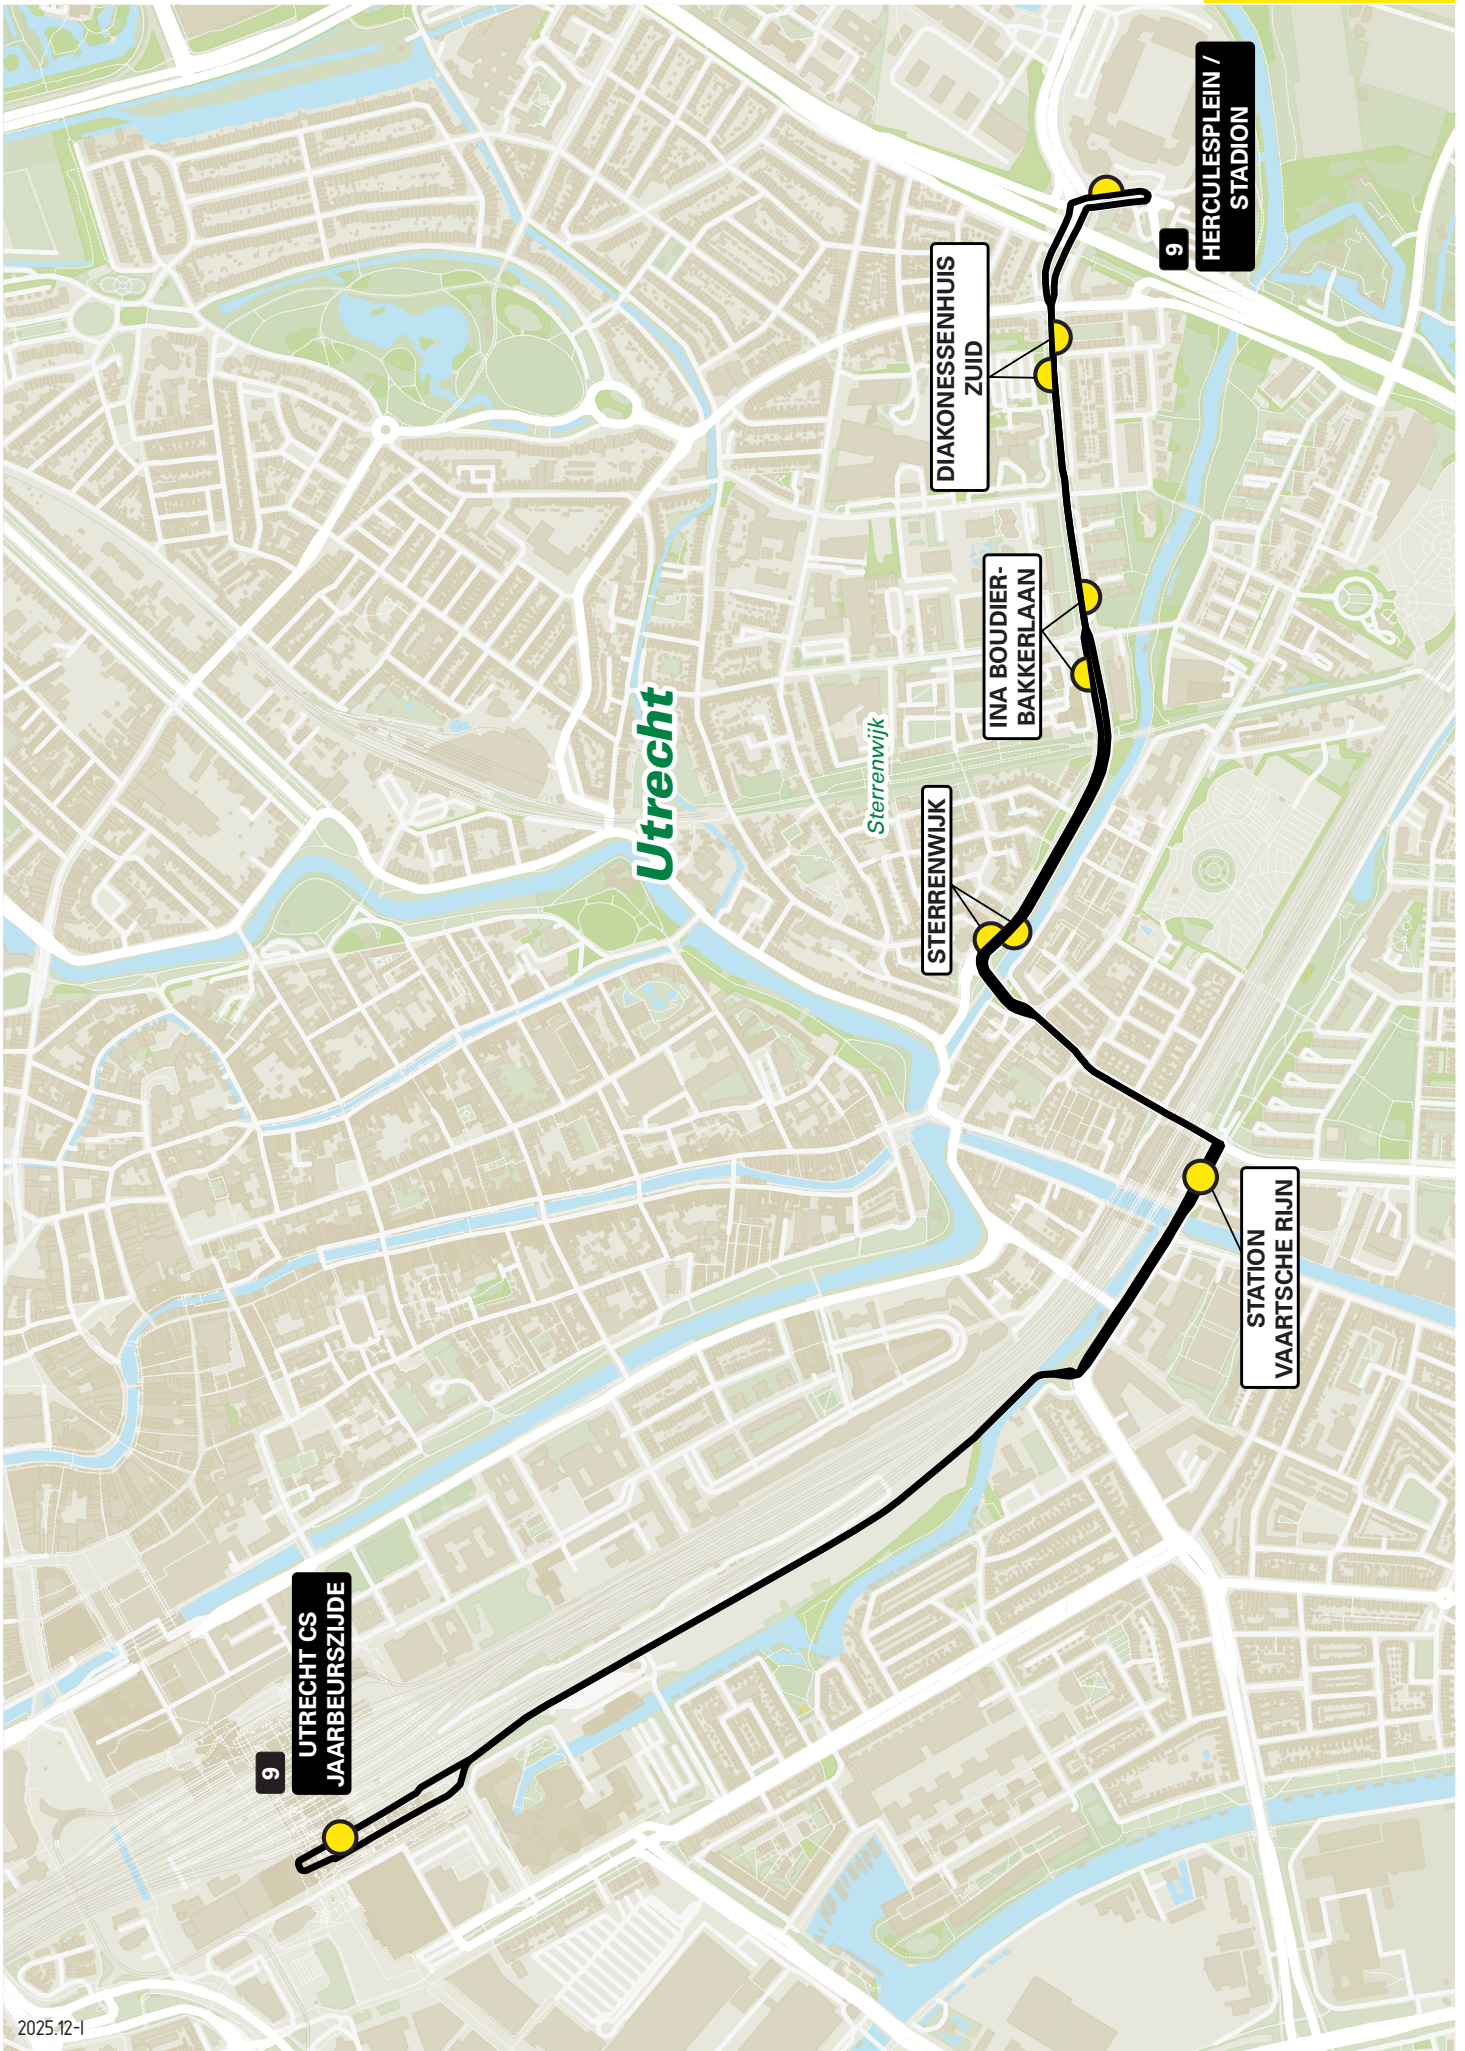 9
UTRECHT CS
JAARBEURSZIJDE
STATION
VAARTSCHE RIJN
STERRENWIJK
Utrecht
Sterrenwijk
INA BOUDIER-
BAKKERLAAN
DIAKONESSENHUIS
ZUID
9
HERCULESPLEIN /
STADION
2025.12-I